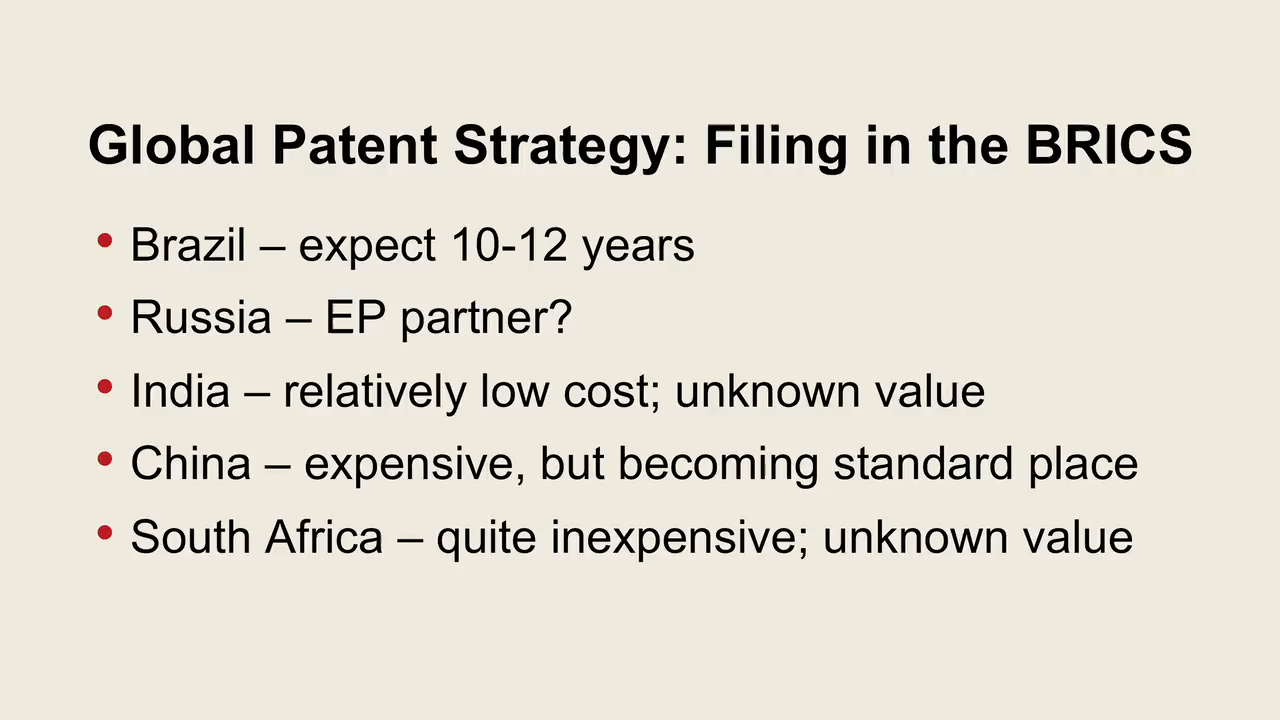 Global Patent Strategy: Filing in the BRICS
• Brazil – expect 10-12 years
• Russia – EP partner?
• India – relatively low cost; unknown value
• China – expensive, but becoming standard place
• South Africa – quite inexpensive; unknown value